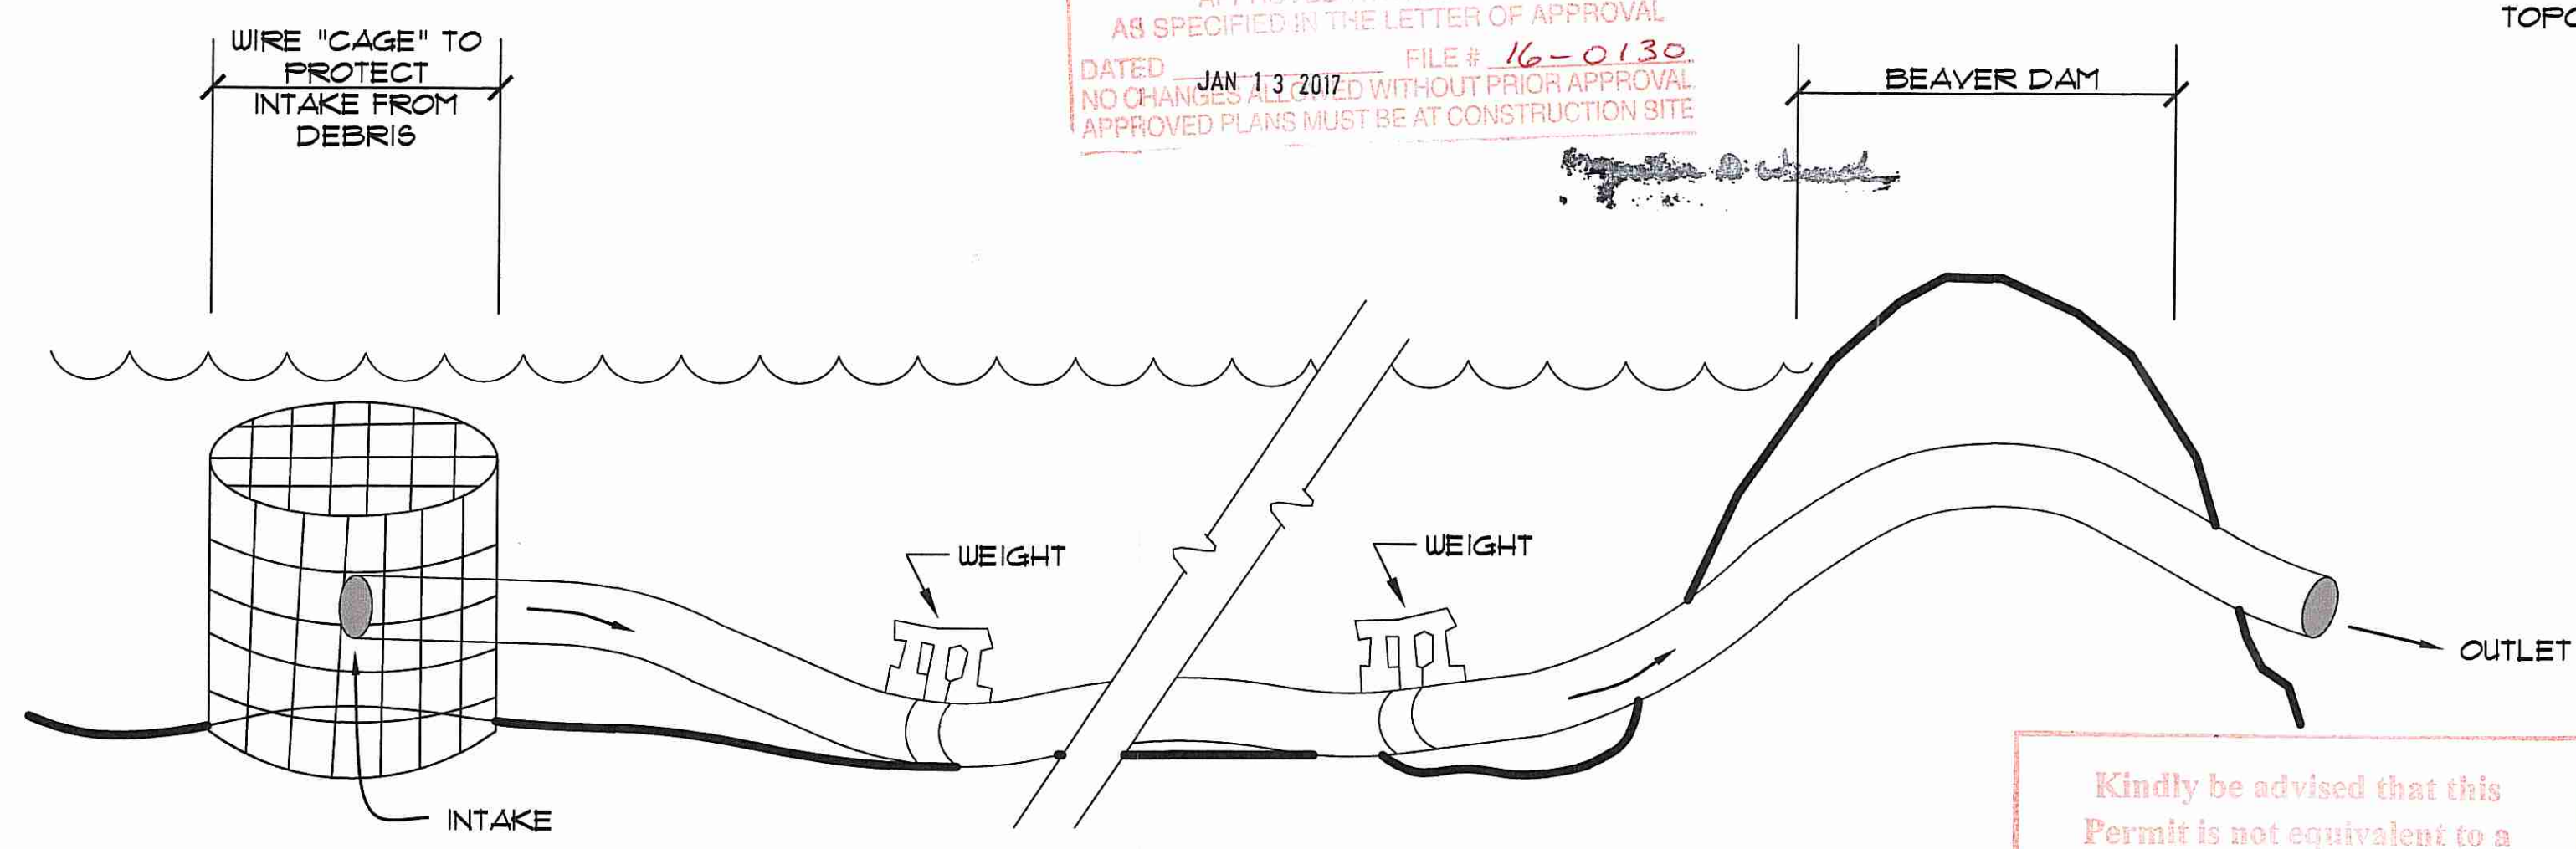 WIRE "CAGE" TO
PROTECT
INTAKE FROM
DEBRIS
AS SPECIFIED IN THE LETTER OF APPROVAL
DATED JAN 13 2017 FILE # 16-0130
NO CHANGES ALLOWED WITHOUT PRIOR APPROVAL
APPROVED PLANS MUST BE AT CONSTRUCTION SITE
BEAVER DAM
WEIGHT
WEIGHT
OUTLET
INTAKE
Kindly be advised that this
Permit is not equivalent to a